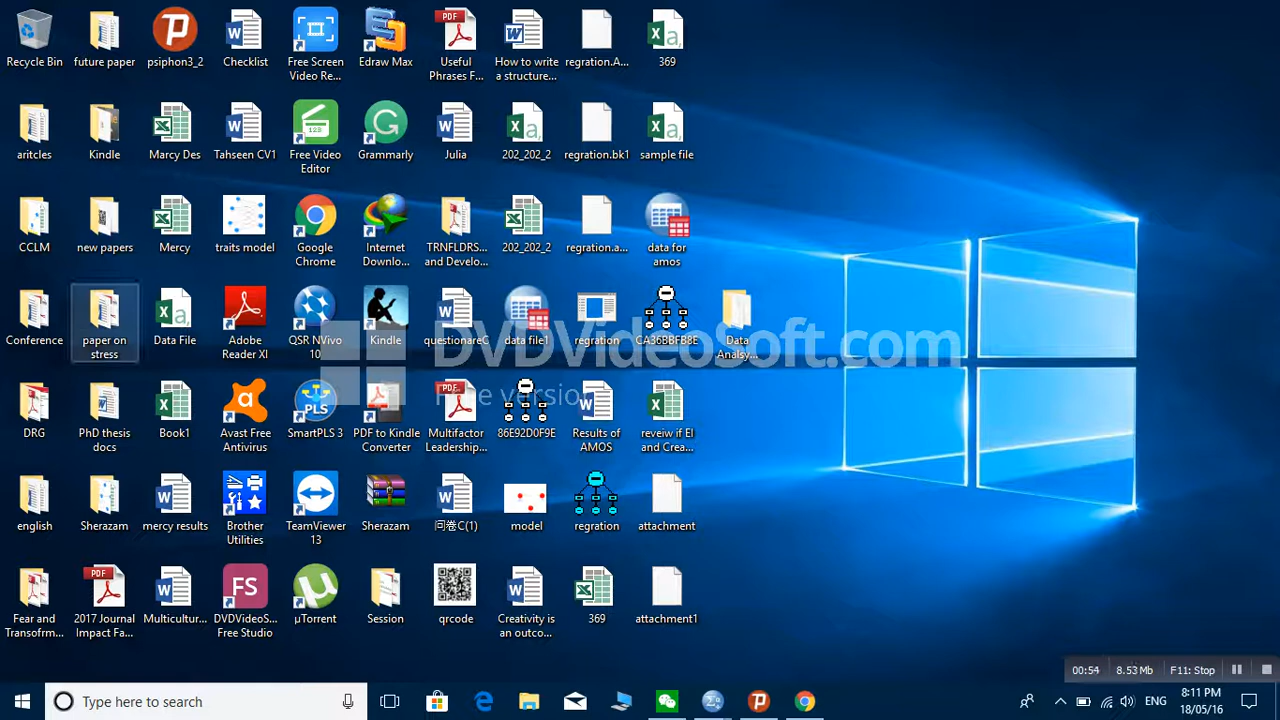 Recycle Bin
future paper
psiphon3_2
Checklist
Free Screen
Video Re...
Edraw Max
PDF
Useful
Phrases F...
How to write
a structure...
regration.A...
369
aritcles
Kindle
Marcy Des
Tahseen CV1
Free Video
Editor
Grammarly
Julia
202_202_2
regration.bk1
sample file
CCLM
new papers
Mercy
traits model
Google
Chrome
Internet
Downlo...
TRNFLDRS...
and Develo...
202_202_2
regration.a...
data for
amos
Conference
paper on
stress
Data File
Adobe
Reader XI
QSR NVivo
10
Kindle
questionareC
data file1
regration
CA36BBFB8E
Data
Analsy...
DVDVideoSoft.com
Free version
DRG
PhD thesis
docs
Book1
Avast Free
Antivirus
PLS
SmartPLS 3
PDF to Kindle
Converter
PDF
Multifactor
Leadership...
86E92D0F9E
Results of
AMOS
reveiw if EI
and Crea...
english
Sherazam
mercy results
Brother
Utilities
TeamViewer
13
Sherazam
问卷C(1)
model
regration
attachment
Fear and
Transofrm...
PDF
2017 Journal
Impact Fa...
Multicultur...
FS
DVDVideoS...
Free Studio
µTorrent
Session
qrcode
Creativity is
an outco...
369
attachment1
00:54
8.53 Mb
F11: Stop
Type here to search
ENG
8:11 PM
18/05/16